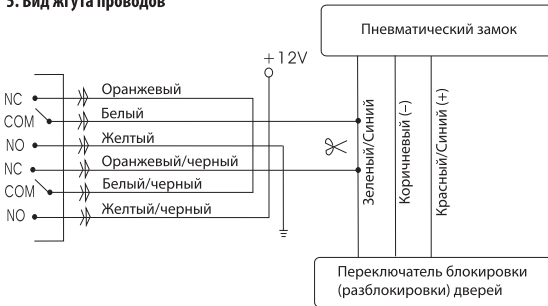 5. Вид жгута проводов
Пневматический замок
+12V
NC
Оранжевый
COM
Белый
NO
Желтый
NC
Оранжевый/черный
COM
Белый/черный
NO
Желтый/черный
Зеленый/Синий
Коричневый (–)
Красный/Синий (+)
Переключатель блокировки
(разблокировки) дверей